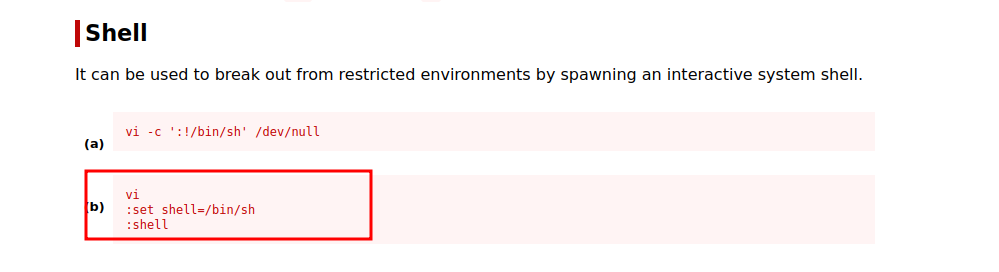 Shell
It can be used to break out from restricted environments by spawning an interactive system shell.
(a)
vi -c ':!/bin/sh' /dev/null
(b)
vi
:set shell=/bin/sh
:shell